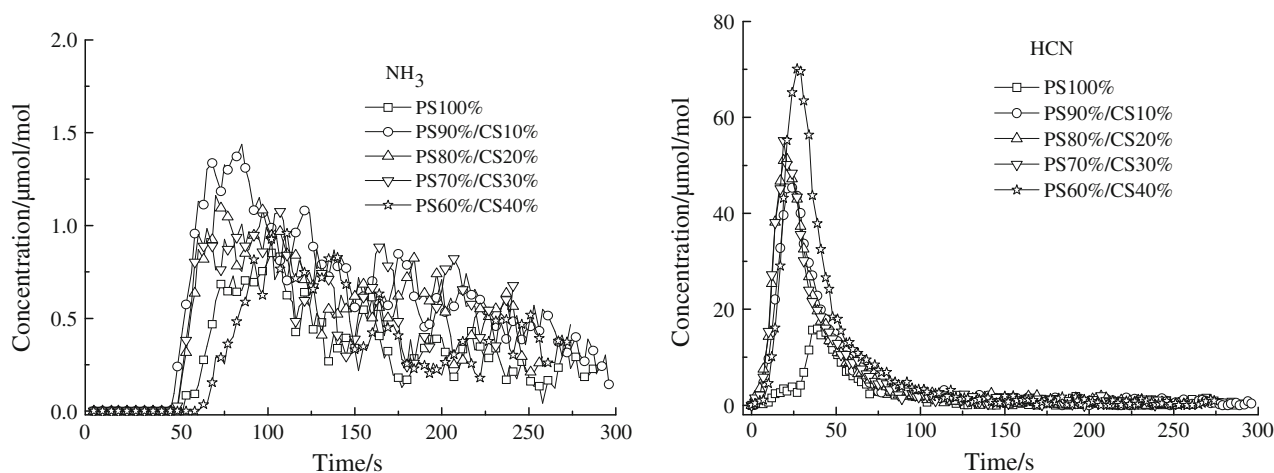 2.0
1.5
1.0
0.5
0.0
Concentration/μmol/mol
NH3
PS100%
PS90%/CS10%
PS80%/CS20%
PS70%/CS30%
PS60%/CS40%
0 50 100 150 200 250 300
Time/s
80
60
40
20
0
Concentration/μmol/mol
HCN
PS100%
PS90%/CS10%
PS80%/CS20%
PS70%/CS30%
PS60%/CS40%
0 50 100 150 200 250 300
Time/s